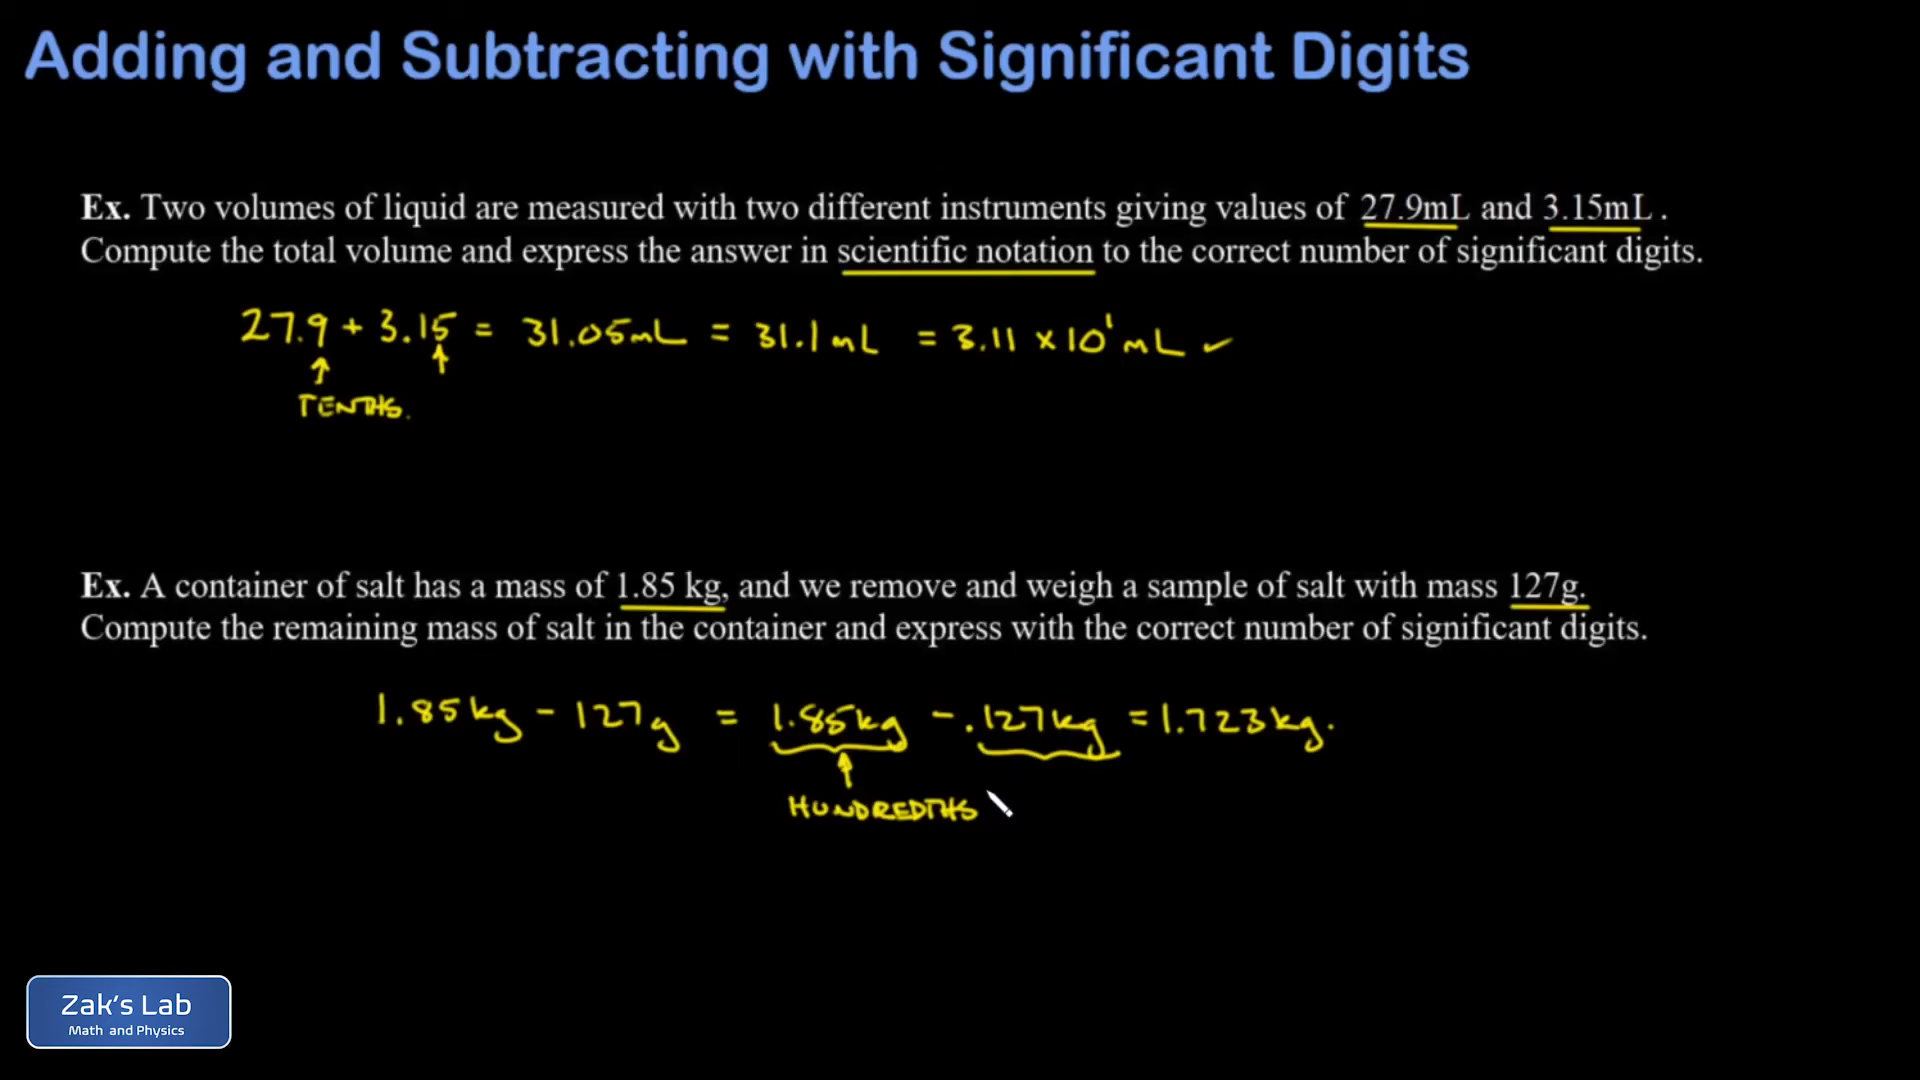 Adding and Subtracting with Significant Digits
Ex. Two volumes of liquid are measured with two different instruments giving values of 27.9mL and 3.15mL .
Compute the total volume and express the answer in scientific notation to the correct number of significant digits.
27.9 + 3.15 = 31.05mL = 31.1 mL = 3.11 × 10¹ mL ✓
TENTHS.
Ex. A container of salt has a mass of 1.85 kg, and we remove and weigh a sample of salt with mass 127g.
Compute the remaining mass of salt in the container and express with the correct number of significant digits.
1.85kg - 127g = 1.85kg - .127kg = 1.723kg.
HUNDREDTHS
Zak's Lab
Math and Physics